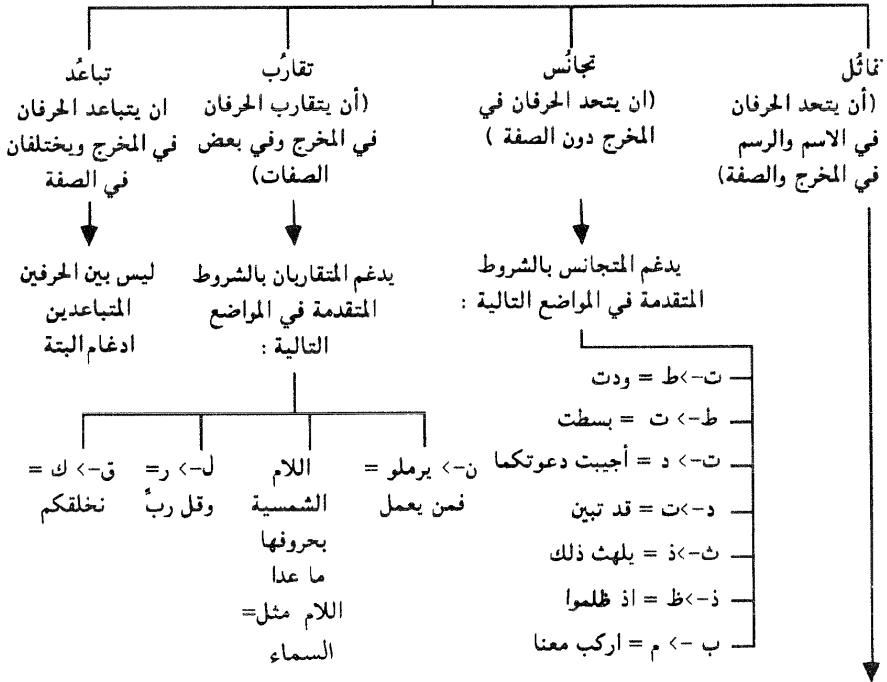 تماثُل
(أن يتحد الحرفان
في الاسم والرسم
في المخرج والصفة)
تجانُس
(ان يتحد الحرفان في
المخرج دون الصفة )
تقارُب
(أن يتقارب الحرفان
في المخرج وفي بعض
الصفات)
تباعُد
ان يتباعد الحرفان
في المخرج ويختلفان
في الصفة
يدغم المتجانس بالشروط
المتقدمة في المواضع التالية :
ت->ط = ودت
ط-> ت = بسطت
ت-> د = أجيبت دعوتكما
د->ت = قد تبين
ث->ذ = يلهث ذلك
ذ->ظ = اذ ظلموا
ب -> م = اركب معنا
يدغم المتقاربان بالشروط
المتقدمة في المواضع
التالية :
ن-> يرملو =
فمن يعمل
اللام
الشمسية
بحروفها
ما عدا
اللام مثل=
السماء
ل-> ر=
وقل ربِّ
ق-> ك =
نخلقكم
ليس بين الحرفين
المتباعدين
ادغام البتة